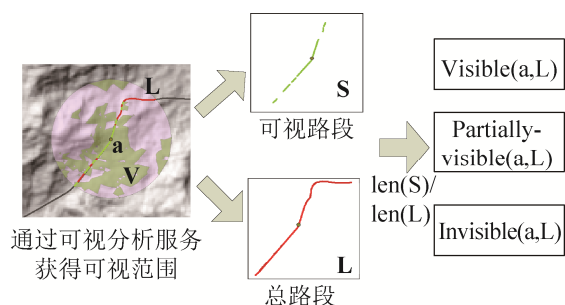 L
a
V
通过可视分析服务
获得可视范围
S
可视路段
L
总路段
len(S)/
len(L)
Visible(a,L)
Partially-
visible(a,L)
Invisible(a,L)